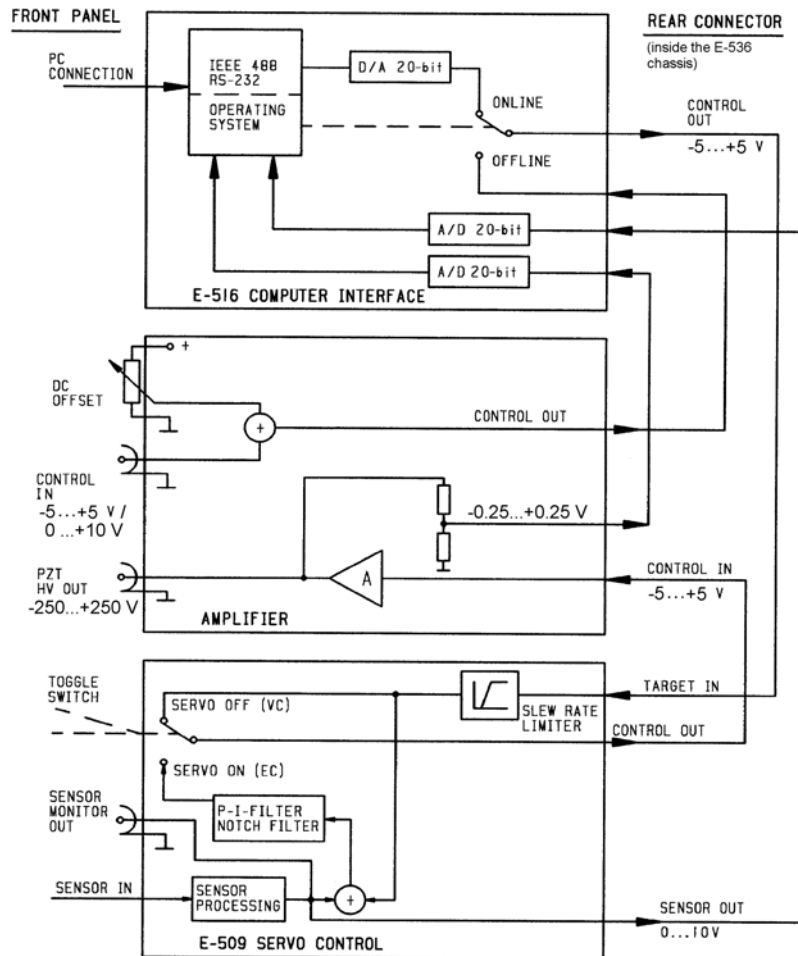 FRONT PANEL
REAR CONNECTOR
(inside the E-536
chassis)
PC
CONNECTION
IEEE 488
RS-232
OPERATING
SYSTEM
D/A 20-bit
ONLINE
OFFLINE
CONTROL
OUT
-5...+5 V
A/D 20-bit
A/D 20-bit
E-516 COMPUTER INTERFACE
+
DC
OFFSET
+
CONTROL OUT
CONTROL
IN
-5...+5 V /
0 ...+10 V
-0.25...+0.25 V
PZT
HV OUT
-250...+250 V
A
CONTROL IN
-5...+5 V
AMPLIFIER
TOGGLE
SWITCH
SERVO OFF (VC)
SLEW RATE
LIMITER
TARGET IN
CONTROL OUT
SERVO ON (EC)
SENSOR
MONITOR
OUT
P-I-FILTER
NOTCH FILTER
SENSOR IN
SENSOR
PROCESSING
+
SENSOR OUT
0...10V
E-509 SERVO CONTROL